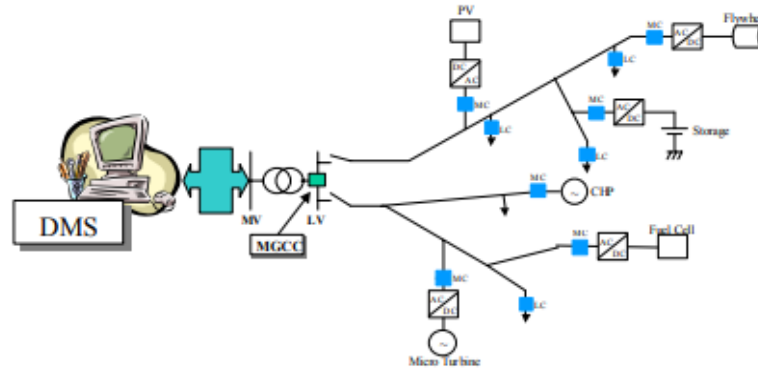 PV
DC
AC
MC
LC
MC
AC
DC
Flywhe
MC
AC
DC
Storage
LC
DMS
MV
LV
MGCC
MC
~
CHP
MC
AC
DC
Fuel Cell
MC
AC
DC
LC
~
Micro Turbine